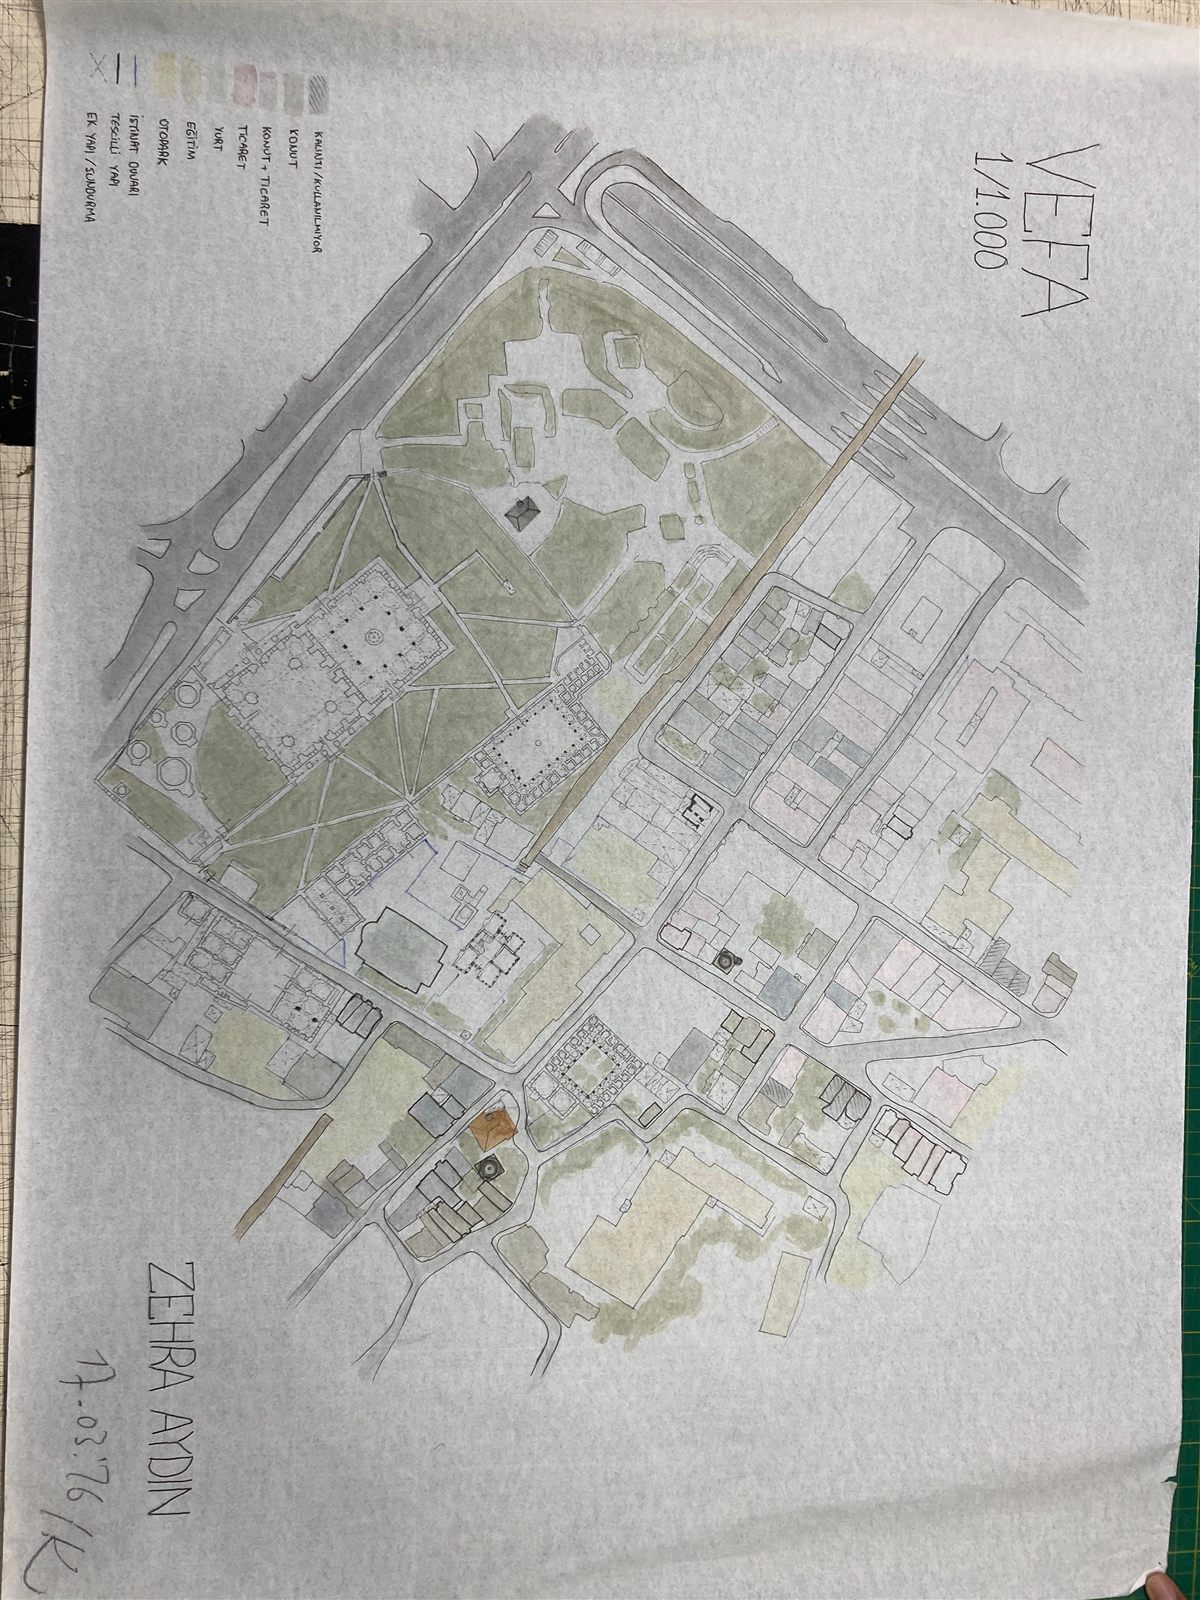 VEFA
1/1.000
KALINTI/KULLANILMIYOR
KONUT
KONUT + TİCARET
TİCARET
YURT
EĞİTİM
OTOPARK
İSTİNAT DUVARI
TESCİLLİ YAPI
EK YAPI / SUNDURMA
ZEHRA AYDIN